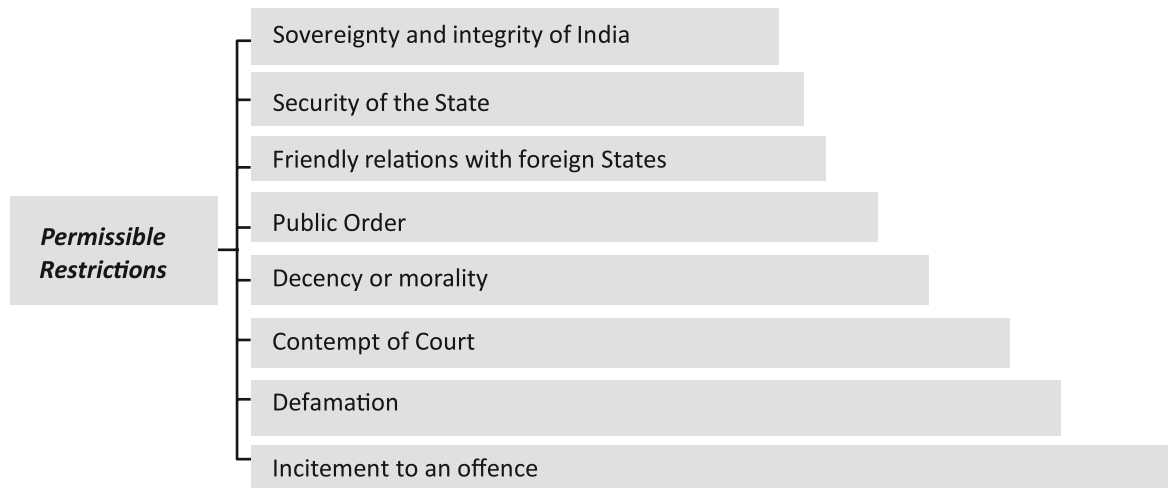 Sovereignty and integrity of India
Security of the State
Friendly relations with foreign States
Public Order
Permissible
Restrictions
Decency or morality
Contempt of Court
Defamation
Incitement to an offence